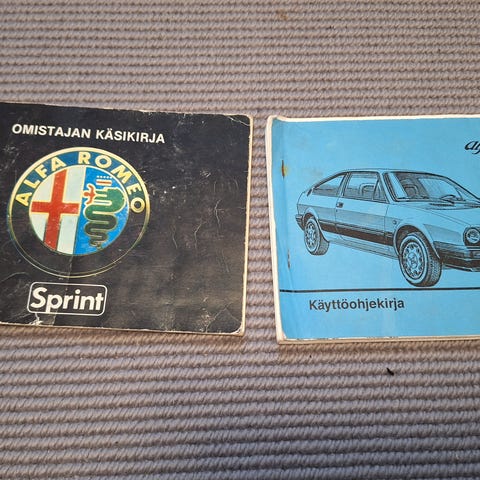 OMISTAJAN KÄSIKIRJA
ALFA ROMEO
Sprint
Käyttöohjekirja